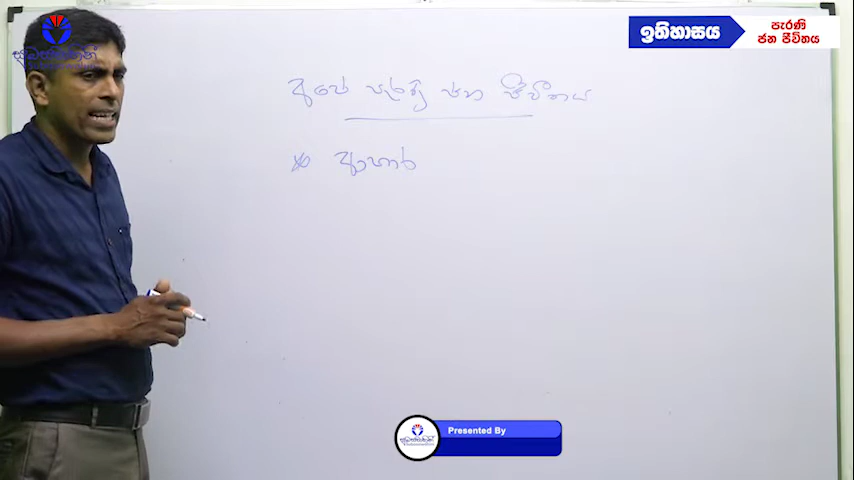 ඉතිහාසය
පැරණි
ජන ජීවිතය
අපේ පැරණි ජන ජීවිතය
* ආහාර
Presented By